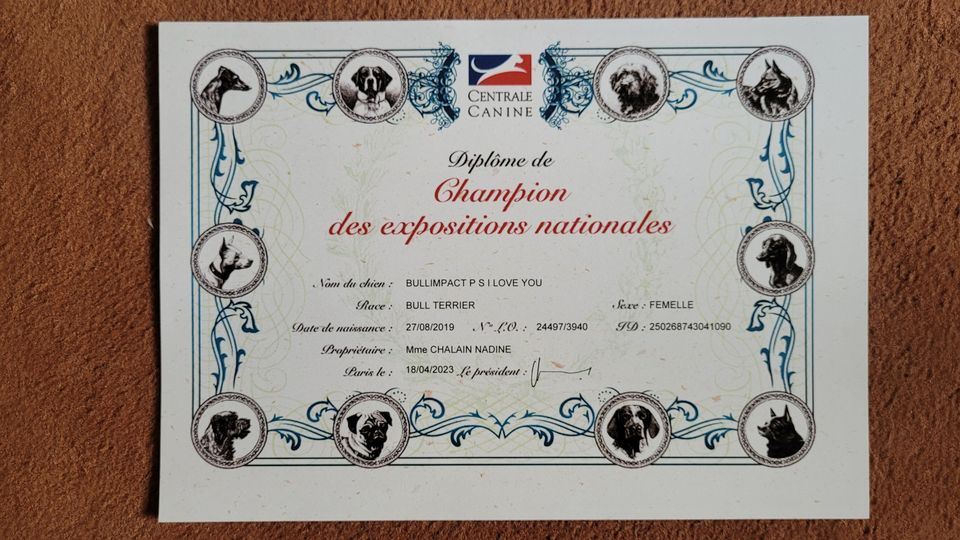 CENTRALE
CANINE
Diplôme de
Champion
des expositions nationales
Nom du chien : BULLIMPACT P S I LOVE YOU
Race : BULL TERRIER Sexe : FEMELLE
Date de naissance : 27/08/2019 N° L.O. : 24497/3940 ID : 250268743041090
Propriétaire : Mme CHALAIN NADINE
Paris le : 18/04/2023 Le président :